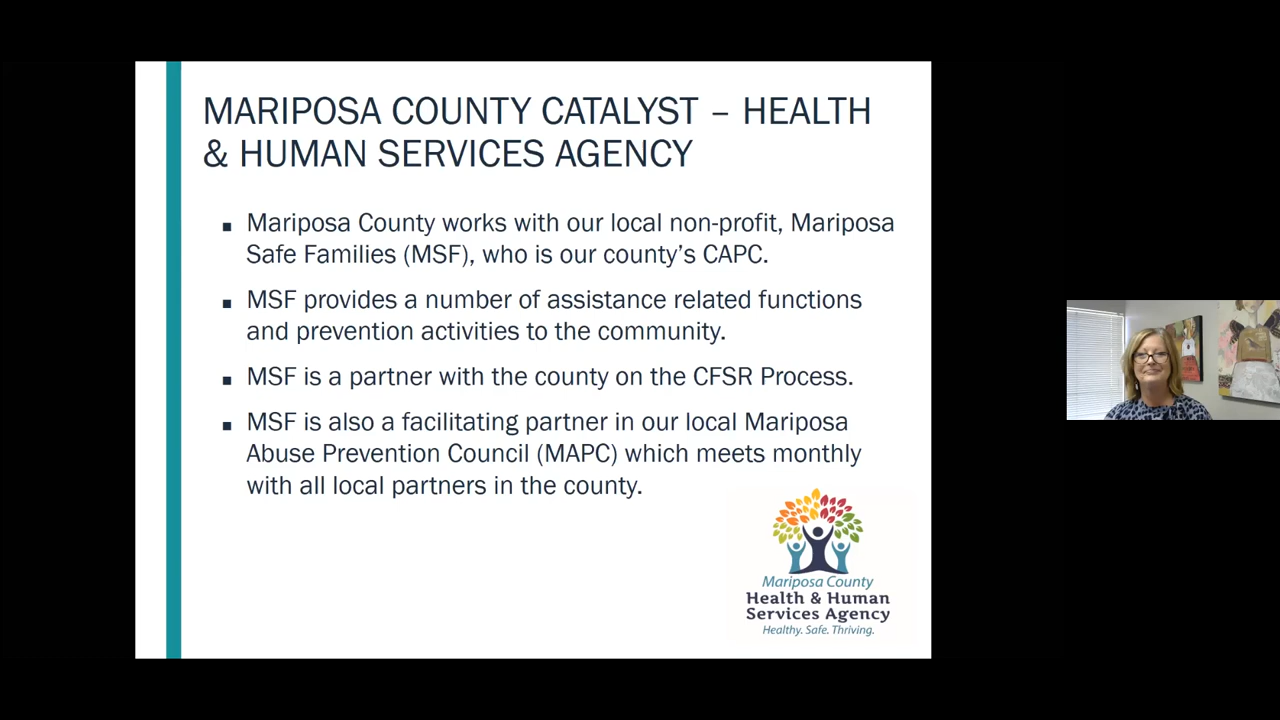 MARIPOSA COUNTY CATALYST – HEALTH
& HUMAN SERVICES AGENCY
▪ Mariposa County works with our local non-profit, Mariposa
Safe Families (MSF), who is our county’s CAPC.
▪ MSF provides a number of assistance related functions
and prevention activities to the community.
▪ MSF is a partner with the county on the CFSR Process.
▪ MSF is also a facilitating partner in our local Mariposa
Abuse Prevention Council (MAPC) which meets monthly
with all local partners in the county.
Mariposa County
Health & Human
Services Agency
Healthy. Safe. Thriving.